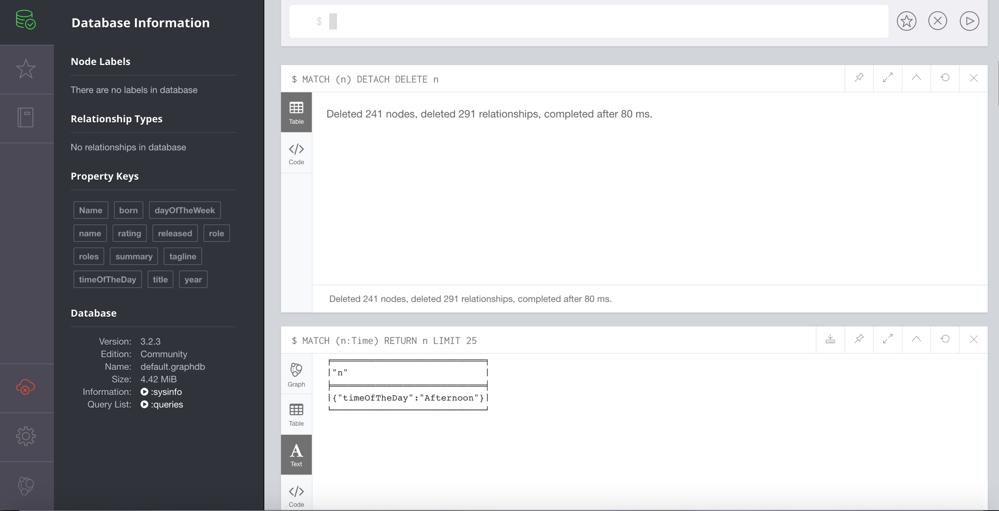 Database Information
Node Labels
There are no labels in database
Relationship Types
No relationships in database
Property Keys
Name born dayOfTheWeek
name rating released role
roles summary tagline
timeOfTheDay title year
Database
Version: 3.2.3
Edition: Community
Name: default.graphdb
Size: 4.42 MiB
Information: :sysinfo
Query List: :queries
$
$ MATCH (n) DETACH DELETE n
Table
Deleted 241 nodes, deleted 291 relationships, completed after 80 ms.
Code
Deleted 241 nodes, deleted 291 relationships, completed after 80 ms.
$ MATCH (n:Time) RETURN n LIMIT 25
Graph
Table
A
Text
Code
"n"
{"timeOfTheDay":"Afternoon"}